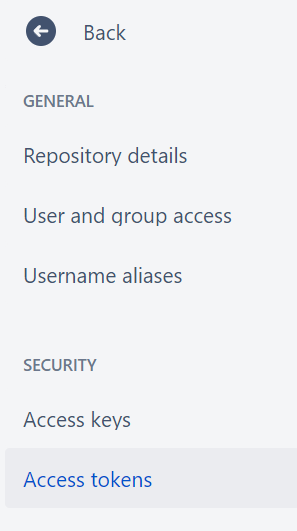 Back
GENERAL
Repository details
User and group access
Username aliases
SECURITY
Access keys
Access tokens